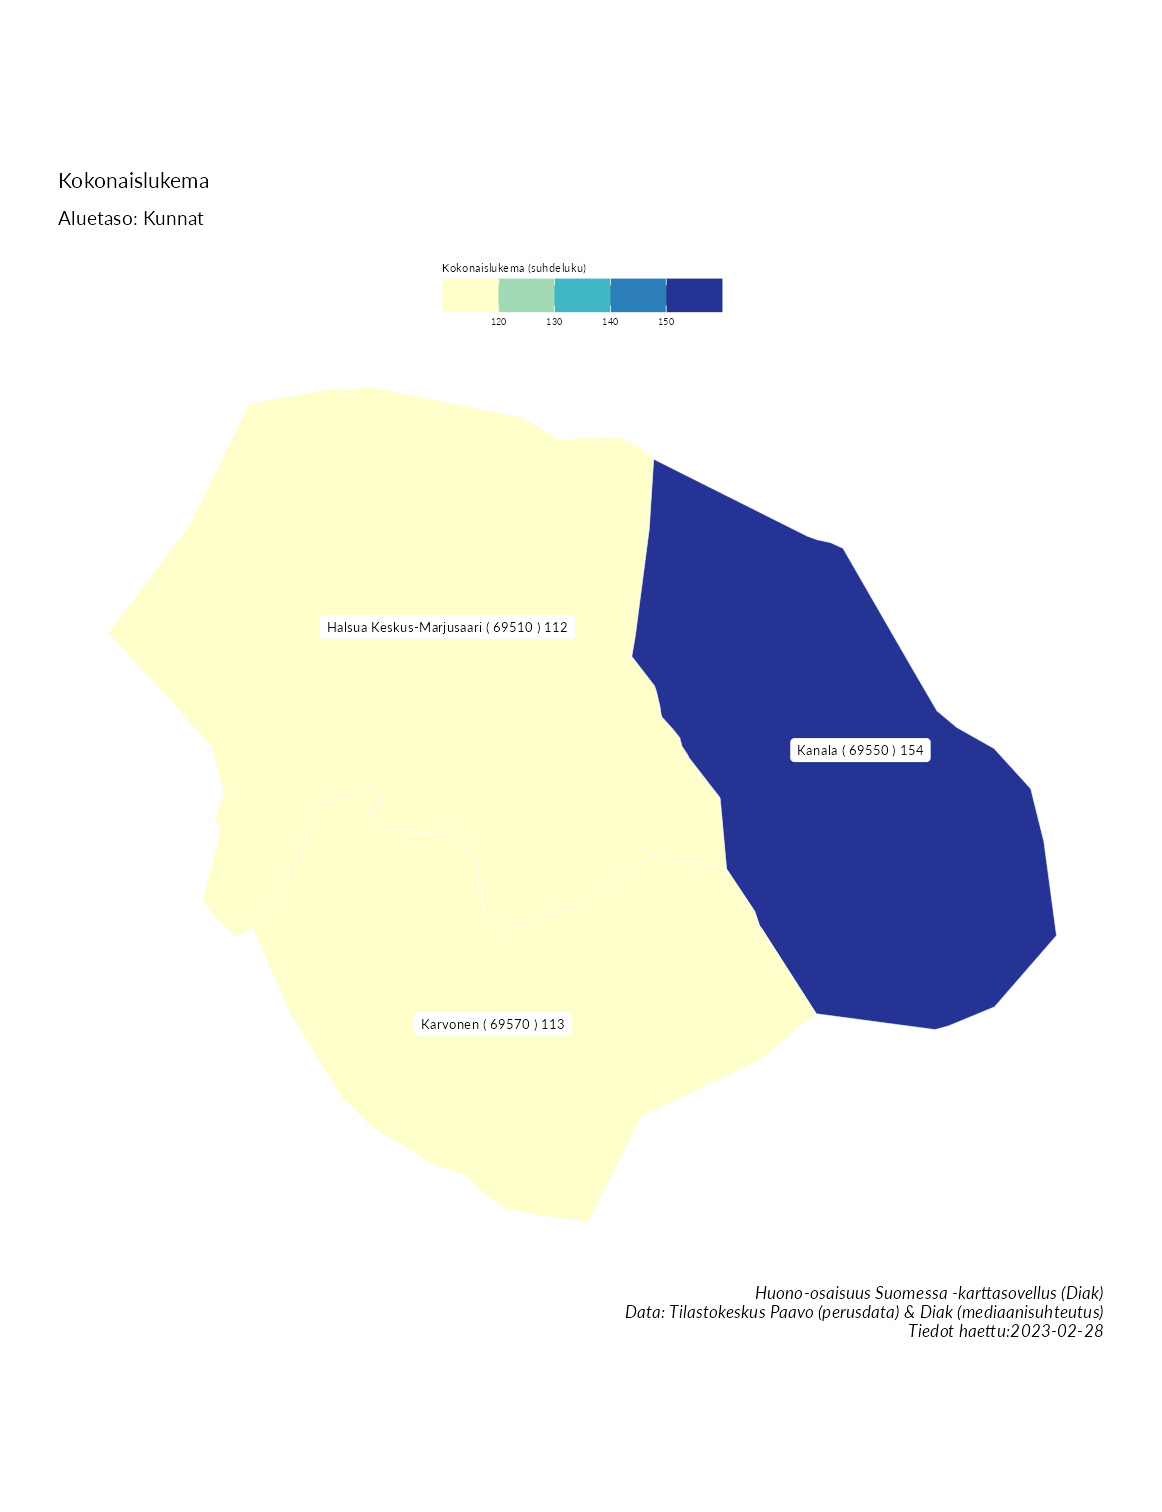 Kokonaislukema
Aluetaso: Kunnat
Kokonaislukema (suhdeluku)
120 130 140 150
Halsua Keskus-Marjusaari ( 69510 ) 112
Kanala ( 69550 ) 154
Karvonen ( 69570 ) 113
Huono-osaisuus Suomessa -karttasovellus (Diak)
Data: Tilastokeskus Paavo (perusdata) & Diak (mediaanisuhteutus)
Tiedot haettu:2023-02-28